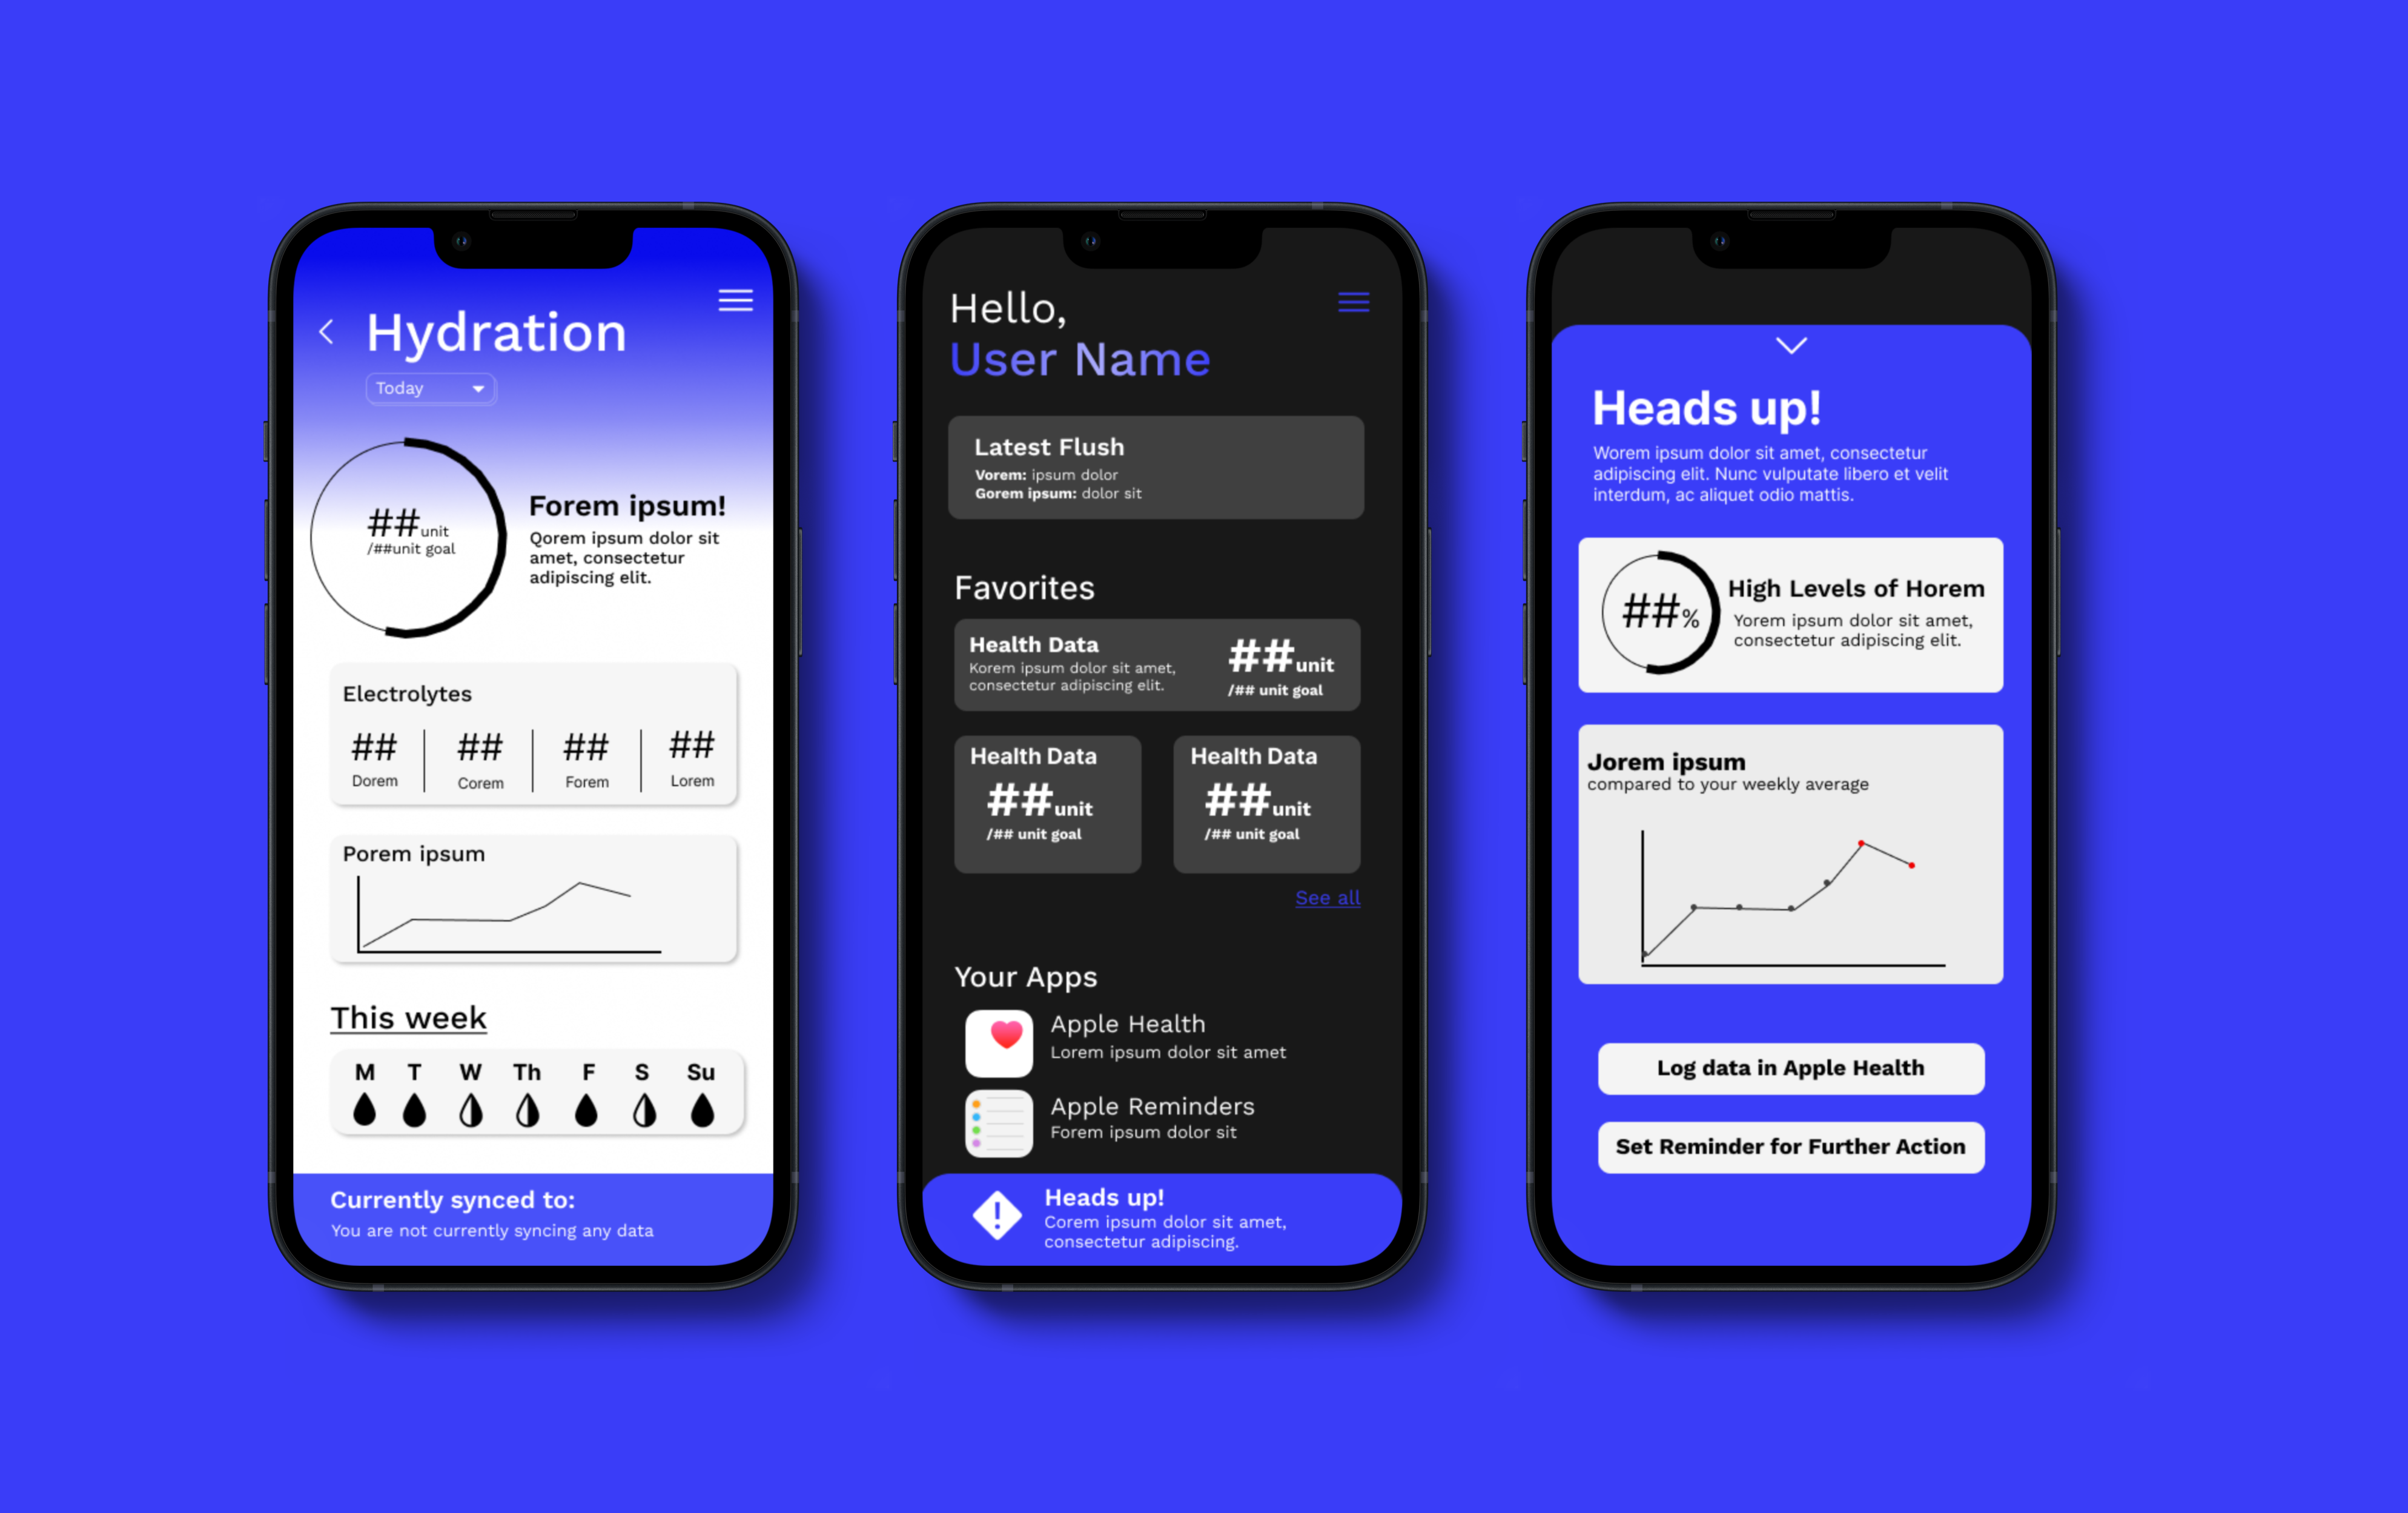 Hydration
Today
##unit
/##unit goal
Forem ipsum!
Qorem ipsum dolor sit
amet, consectetur
adipiscing elit.
Electrolytes
## ## ## ##
Dorem Corem Forem Lorem
Porem ipsum
This week
M T W Th F S Su
Currently synced to:
You are not currently syncing any data
Hello,
User Name
Latest Flush
Vorem: ipsum dolor
Gorem ipsum: dolor sit
Favorites
Health Data
Korem ipsum dolor sit amet,
consectetur adipiscing elit.
##unit
/## unit goal
Health Data
##unit
/## unit goal
Health Data
##unit
/## unit goal
See all
Your Apps
Apple Health
Lorem ipsum dolor sit amet
Apple Reminders
Forem ipsum dolor sit
Heads up!
Corem ipsum dolor sit amet,
consectetur adipiscing.
Heads up!
Worem ipsum dolor sit amet, consectetur
adipiscing elit. Nunc vulputate libero et velit
interdum, ac aliquet odio mattis.
##%
High Levels of Horem
Yorem ipsum dolor sit amet,
consectetur adipiscing elit.
Jorem ipsum
compared to your weekly average
Log data in Apple Health
Set Reminder for Further Action